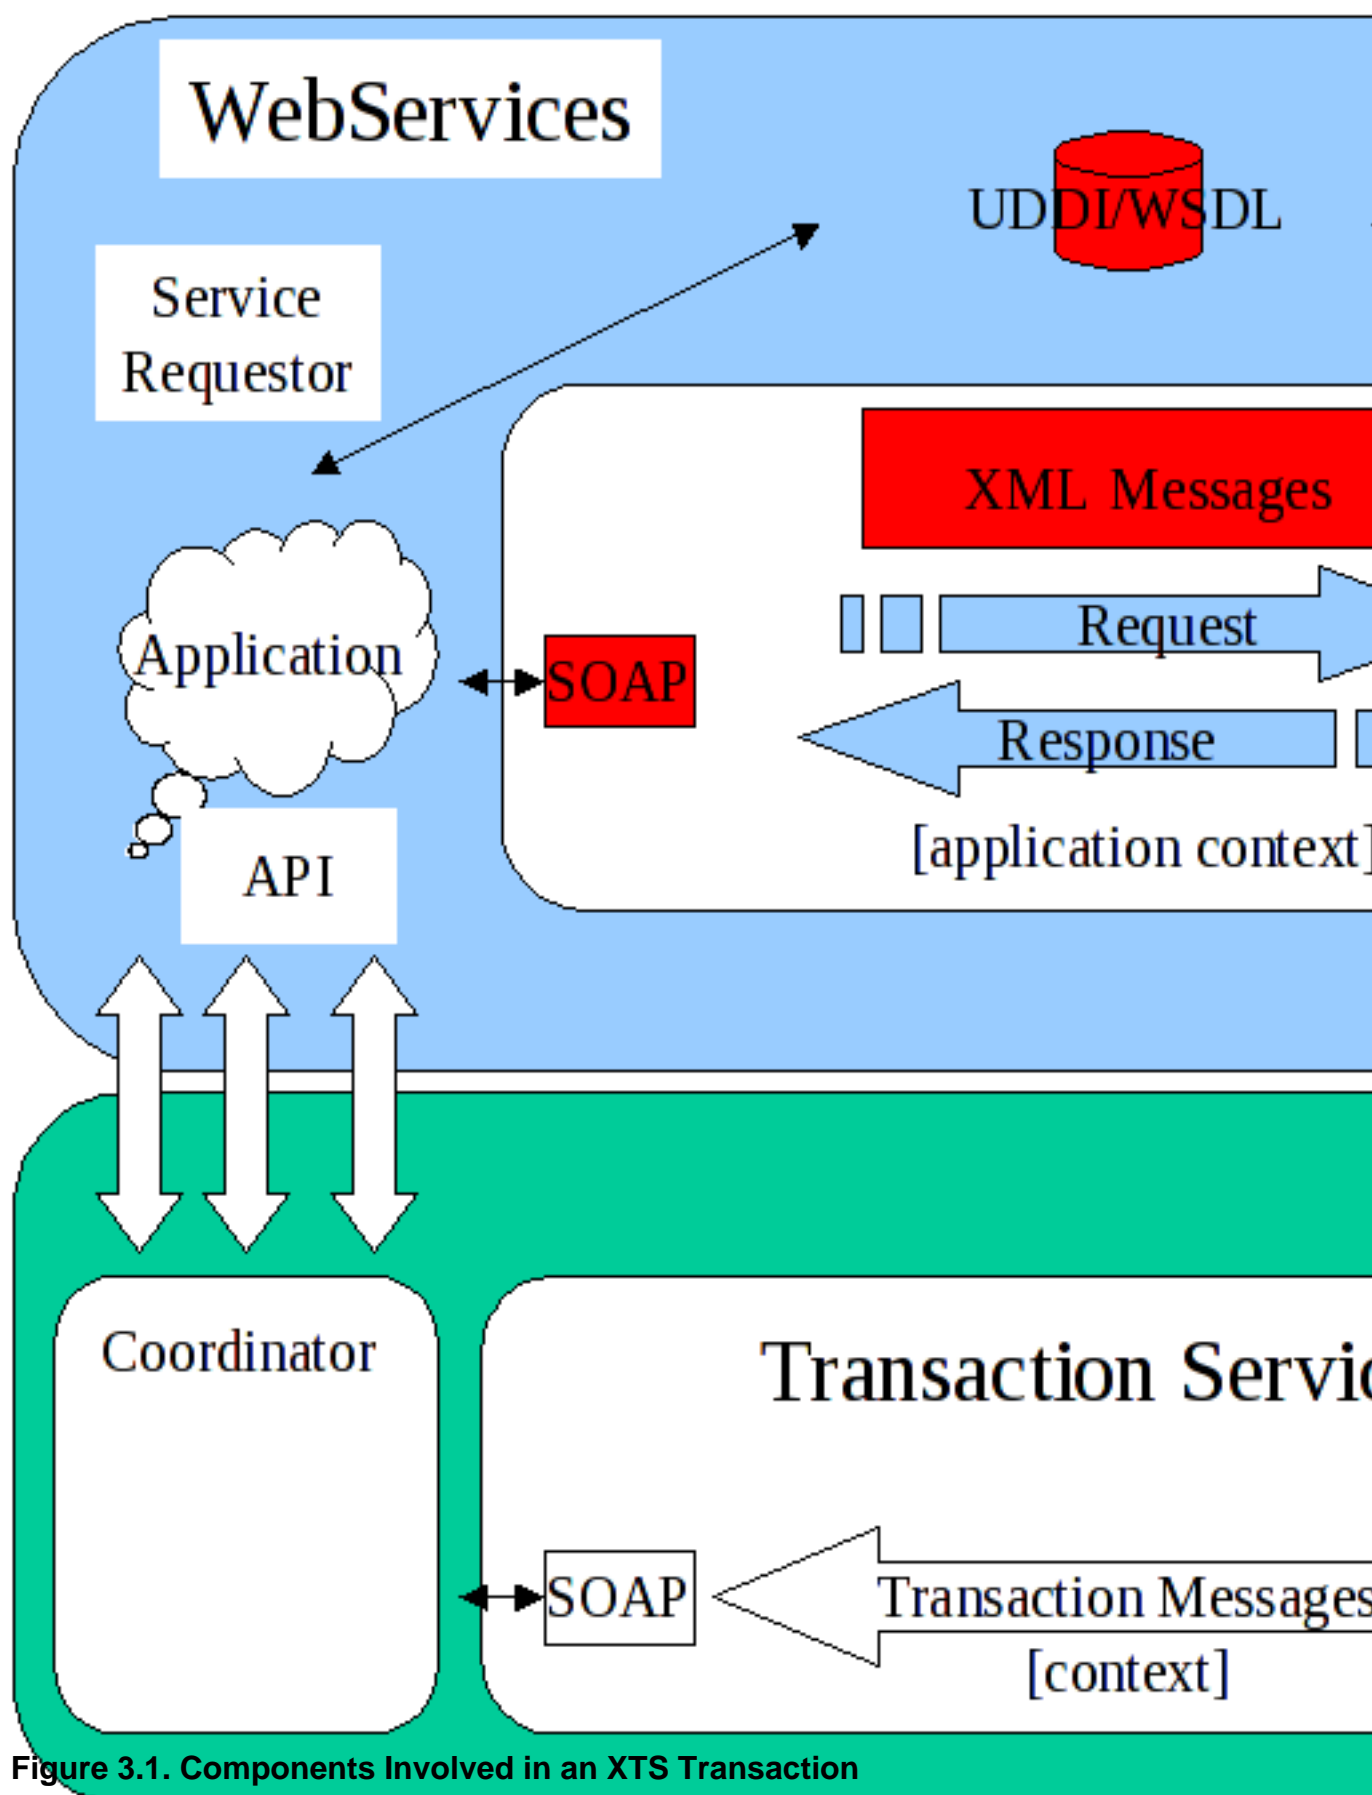 WebServices
UDDI/WSDL
Service
Requestor
XML Messages
Request
Application
SOAP
Response
[application context]
API
Coordinator
Transaction
SOAP
Transaction Messages
[context]
Figure 3.1. Components Involved in an XTS Transaction